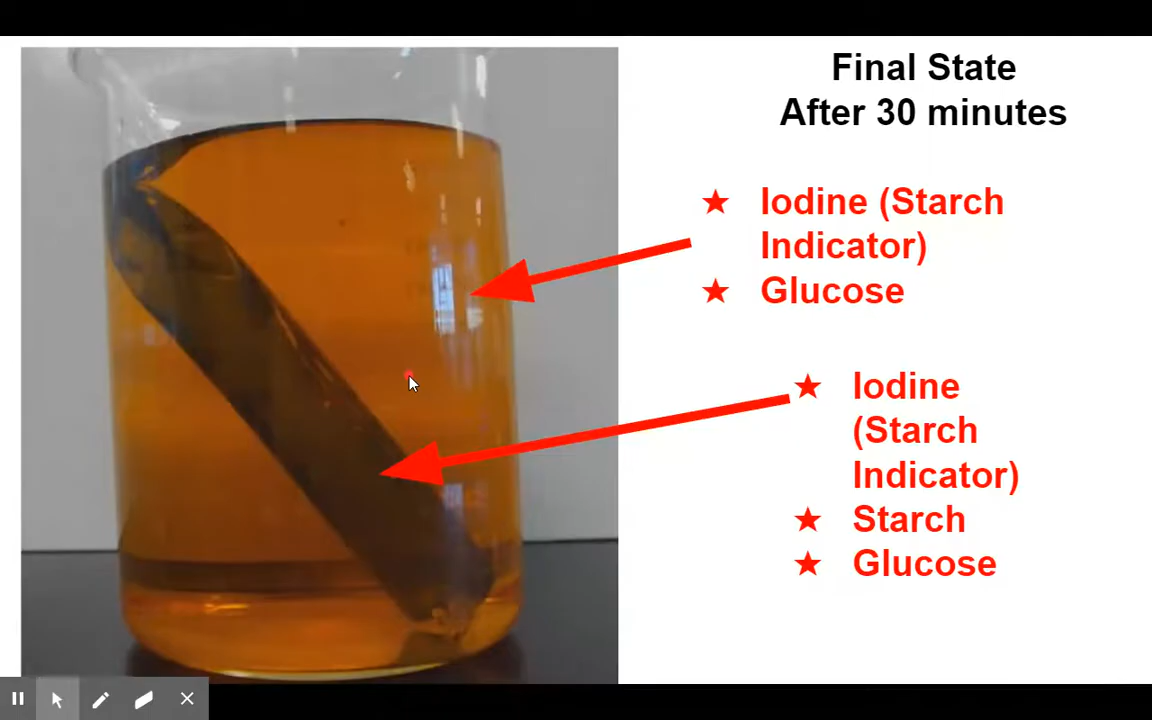 Final State
After 30 minutes
★ Iodine (Starch
Indicator)
★ Glucose
★ Iodine
(Starch
Indicator)
★ Starch
★ Glucose